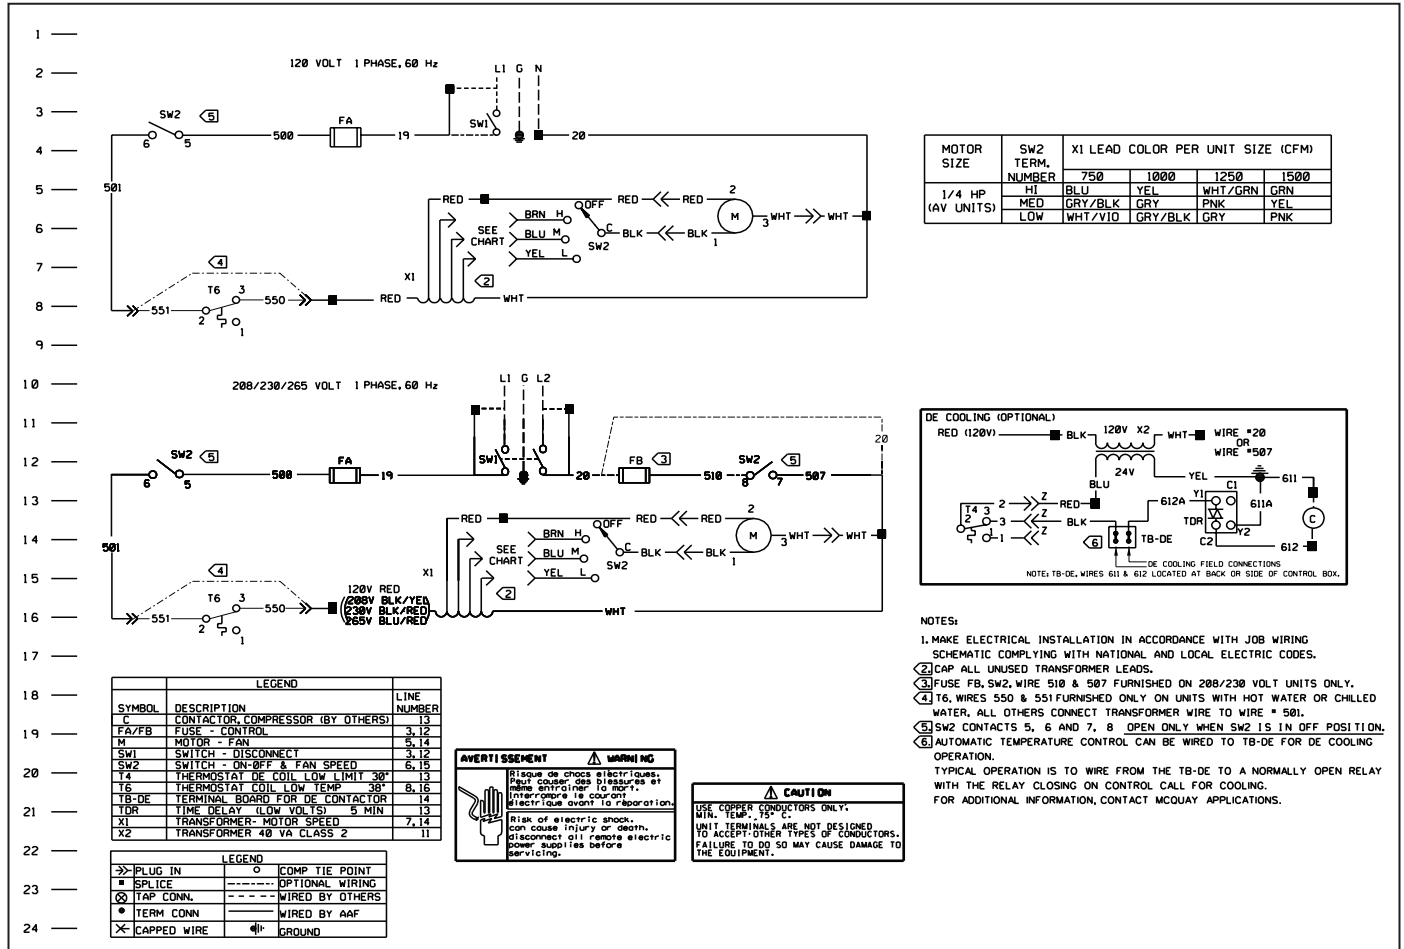 1
2
3
4
5
6
7
8
9
10
11
12
13
14
15
16
17
18
19
20
21
22
23
24
120 VOLT 1 PHASE, 60 Hz
L1 G N
SW2 5
FA
SW1
6 5
500
19
20
501
RED
RED RED
2
OFF
BRN H
BLU M
YEL L
SEE
CHART
C
SW2
BLK BLK
1
M
3
WHT WHT
4
X1
2
T6 3
551
2
1
550
RED
WHT
208/230/265 VOLT 1 PHASE, 60 Hz
L1 G L2
20
SW2 5
FA
SW1
FB 3
SW2 5
6 5
500
19
20
510
8 7
507
501
RED
RED RED
2
OFF
BRN H
BLU M
YEL L
SEE
CHART
C
SW2
BLK BLK
1
M
3
WHT WHT
4
X1
2
T6 3
551
2
1
550
120V RED
208V BLK/YEL
230V BLK/RED
265V BLU/RED
WHT
MOTOR SIZE SW2 TERM. NUMBER X1 LEAD COLOR PER UNIT SIZE (CFM)
750 1000 1250 1500
1/4 HP (AV UNITS)
HI BLU YEL WHT/GRN GRN
MED GRY/BLK GRY PNK YEL
LOW WHT/VIO GRY/BLK GRY PNK
DE COOLING (OPTIONAL)
RED (120V) BLK 120V X2 WHT WIRE #20
OR
WIRE #507
24V
BLU
YEL
611
T4 3
2
1
2 Z RED
3 Z BLK
1 Z
612A
Y1
C1
611A
TDR
Y2
C2
C
6
TB-DE
612
DE COOLING FIELD CONNECTIONS
NOTE: TB-DE, WIRES 611 & 612 LOCATED AT BACK OR SIDE OF CONTROL BOX.
NOTES:
1. MAKE ELECTRICAL INSTALLATION IN ACCORDANCE WITH JOB WIRING
SCHEMATIC COMPLYING WITH NATIONAL AND LOCAL ELECTRIC CODES.
2. CAP ALL UNUSED TRANSFORMER LEADS.
3. FUSE FB, SW2, WIRE 510 & 507 FURNISHED ON 208/230 VOLT UNITS ONLY.
4. T6, WIRES 550 & 551 FURNISHED ONLY ON UNITS WITH HOT WATER OR CHILLED
WATER, ALL OTHERS CONNECT TRANSFORMER WIRE TO WIRE # 501.
5. SW2 CONTACTS 5, 6 AND 7, 8 OPEN ONLY WHEN SW2 IS IN OFF POSITION.
6. AUTOMATIC TEMPERATURE CONTROL CAN BE WIRED TO TB-DE FOR DE COOLING
OPERATION.
TYPICAL OPERATION IS TO WIRE FROM THE TB-DE TO A NORMALLY OPEN RELAY
WITH THE RELAY CLOSING ON CONTROL CALL FOR COOLING.
FOR ADDITIONAL INFORMATION, CONTACT MCQUAY APPLICATIONS.
LEGEND
SYMBOL DESCRIPTION LINE NUMBER
C CONTACTOR, COMPRESSOR (BY OTHERS) 13
FA/FB FUSE - CONTROL 3, 12
M MOTOR - FAN 5, 14
SW1 SWITCH - DISCONNECT 3, 12
SW2 SWITCH - ON-OFF & FAN SPEED 6, 15
T4 THERMOSTAT DE COIL LOW LIMIT 30° 13
T6 THERMOSTAT COIL LOW TEMP 38° 8, 16
TB-DE TERMINAL BOARD FOR DE CONTACTOR 14
TDR TIME DELAY (LOW VOLTS) 5 MIN 13
X1 TRANSFORMER- MOTOR SPEED 7, 14
X2 TRANSFORMER 40 VA CLASS 2 11
LEGEND
PLUG IN COMP TIE POINT
SPLICE OPTIONAL WIRING
TAP CONN. WIRED BY OTHERS
TERM CONN WIRED BY AAF
CAPPED WIRE GROUND
AVERTISSEMENT WARNING
Risque de chocs eléctriques.
Peut causer des blessures et
même entraîner la mort.
Interrompre le courant
électrique avant la réparation.
Risk of electric shock.
can cause injury or death.
disconnect all remote electric
power supplies before
servicing.
CAUTION
USE COPPER CONDUCTORS ONLY.
MIN. TEMP. 75° C.
UNIT TERMINALS ARE NOT DESIGNED
TO ACCEPT OTHER TYPES OF CONDUCTORS.
FAILURE TO DO SO MAY CAUSE DAMAGE TO
THE EQUIPMENT.